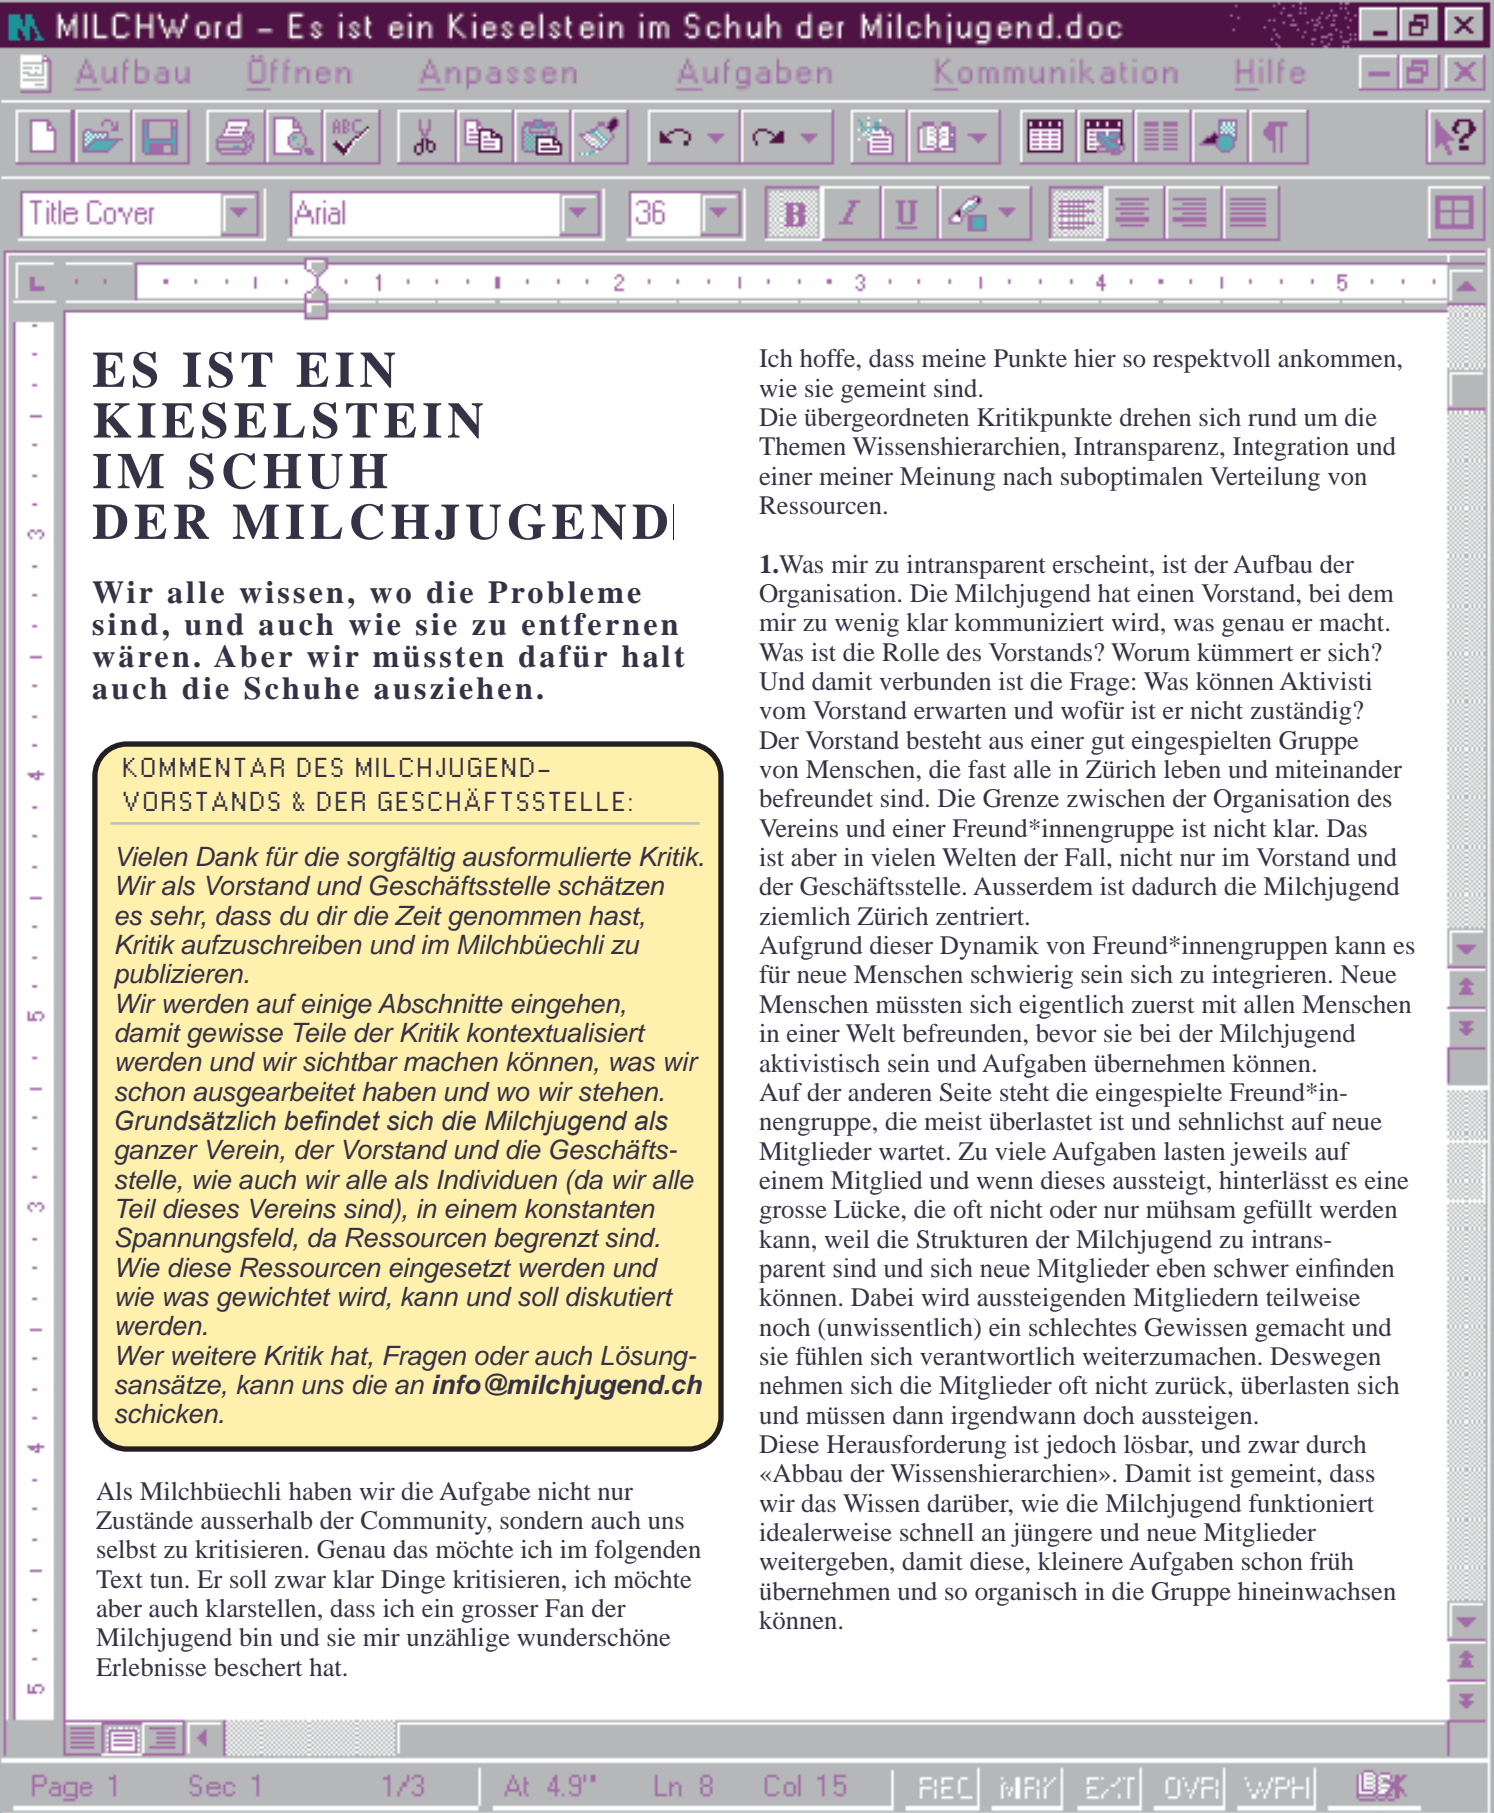 MILCHWord – Es ist ein Kieselstein im Schuh der Milchjugend.doc
Aufbau Öffnen Anpassen Aufgaben Kommunikation Hilfe
ABC
Title Cover Arial 36 B I U
1 2 3 4 5
ES IST EIN
KIESELSTEIN
IM SCHUH
DER MILCHJUGEND
Wir alle wissen, wo die Probleme
sind, und auch wie sie zu entfernen
wären. Aber wir müssten dafür halt
auch die Schuhe ausziehen.
KOMMENTAR DES MILCHJUGEND-
VORSTANDS & DER GESCHÄFTSSTELLE:
Vielen Dank für die sorgfältig ausformulierte Kritik.
Wir als Vorstand und Geschäftsstelle schätzen
es sehr, dass du dir die Zeit genommen hast,
Kritik aufzuschreiben und im Milchbüechli zu
publizieren.
Wir werden auf einige Abschnitte eingehen,
damit gewisse Teile der Kritik kontextualisiert
werden und wir sichtbar machen können, was wir
schon ausgearbeitet haben und wo wir stehen.
Grundsätzlich befindet sich die Milchjugend als
ganzer Verein, der Vorstand und die Geschäfts-
stelle, wie auch wir alle als Individuen (da wir alle
Teil dieses Vereins sind), in einem konstanten
Spannungsfeld, da Ressourcen begrenzt sind.
Wie diese Ressourcen eingesetzt werden und
wie was gewichtet wird, kann und soll diskutiert
werden.
Wer weitere Kritik hat, Fragen oder auch Lösung-
sansätze, kann uns die an info@milchjugend.ch
schicken.
Als Milchbüechli haben wir die Aufgabe nicht nur
Zustände ausserhalb der Community, sondern auch uns
selbst zu kritisieren. Genau das möchte ich im folgenden
Text tun. Er soll zwar klar Dinge kritisieren, ich möchte
aber auch klarstellen, dass ich ein grosser Fan der
Milchjugend bin und sie mir unzählige wunderschöne
Erlebnisse beschert hat.
Ich hoffe, dass meine Punkte hier so respektvoll ankommen,
wie sie gemeint sind.
Die übergeordneten Kritikpunkte drehen sich rund um die
Themen Wissenshierarchien, Intransparenz, Integration und
einer meiner Meinung nach suboptimalen Verteilung von
Ressourcen.
1.Was mir zu intransparent erscheint, ist der Aufbau der
Organisation. Die Milchjugend hat einen Vorstand, bei dem
mir zu wenig klar kommuniziert wird, was genau er macht.
Was ist die Rolle des Vorstands? Worum kümmert er sich?
Und damit verbunden ist die Frage: Was können Aktivisti
vom Vorstand erwarten und wofür ist er nicht zuständig?
Der Vorstand besteht aus einer gut eingespielten Gruppe
von Menschen, die fast alle in Zürich leben und miteinander
befreundet sind. Die Grenze zwischen der Organisation des
Vereins und einer Freund*innengruppe ist nicht klar. Das
ist aber in vielen Welten der Fall, nicht nur im Vorstand und
der Geschäftsstelle. Ausserdem ist dadurch die Milchjugend
ziemlich Zürich zentriert.
Aufgrund dieser Dynamik von Freund*innengruppen kann es
für neue Menschen schwierig sein sich zu integrieren. Neue
Menschen müssten sich eigentlich zuerst mit allen Menschen
in einer Welt befreunden, bevor sie bei der Milchjugend
aktivistisch sein und Aufgaben übernehmen können.
Auf der anderen Seite steht die eingespielte Freund*in-
nengruppe, die meist überlastet ist und sehnlichst auf neue
Mitglieder wartet. Zu viele Aufgaben lasten jeweils auf
einem Mitglied und wenn dieses aussteigt, hinterlässt es eine
grosse Lücke, die oft nicht oder nur mühsam gefüllt werden
kann, weil die Strukturen der Milchjugend zu intrans-
parent sind und sich neue Mitglieder eben schwer einfinden
können. Dabei wird aussteigenden Mitgliedern teilweise
noch (unwissentlich) ein schlechtes Gewissen gemacht und
sie fühlen sich verantwortlich weiterzumachen. Deswegen
nehmen sich die Mitglieder oft nicht zurück, überlasten sich
und müssen dann irgendwann doch aussteigen.
Diese Herausforderung ist jedoch lösbar, und zwar durch
«Abbau der Wissenshierarchien». Damit ist gemeint, dass
wir das Wissen darüber, wie die Milchjugend funktioniert
idealerweise schnell an jüngere und neue Mitglieder
weitergeben, damit diese, kleinere Aufgaben schon früh
übernehmen und so organisch in die Gruppe hineinwachsen
können.
3
4
5
3
4
5
Page 1 Sec 1 1/3 At 4.9" Ln 8 Col 15 REC MRK EXT OVR WPH